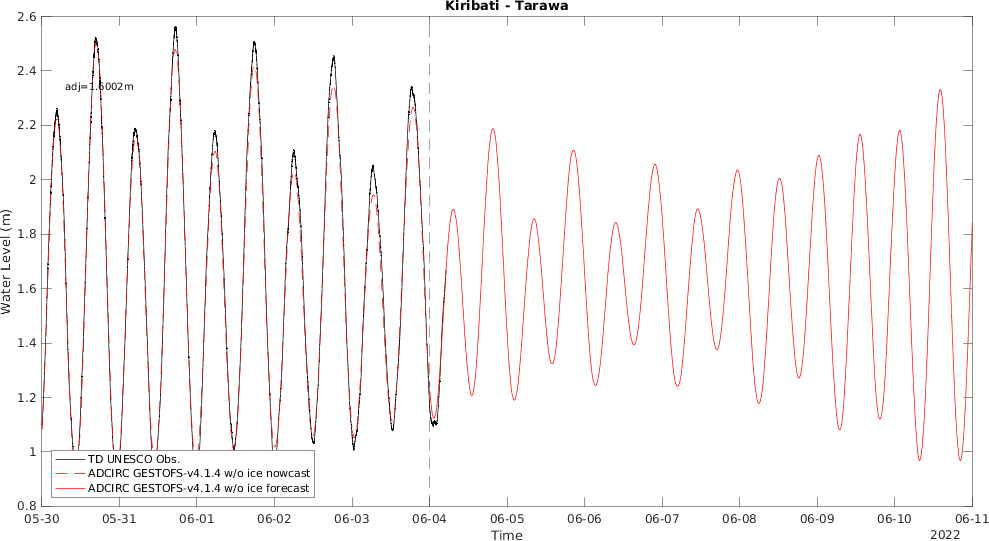 Kiribati - Tarawa
2.6
2.4
2.2
2
1.8
1.6
1.4
1.2
1
0.8
Water Level (m)
adj=1.6002m
TD UNESCO Obs.
ADCIRC GESTOFS-v4.1.4 w/o ice nowcast
ADCIRC GESTOFS-v4.1.4 w/o ice forecast
05-30 05-31 06-01 06-02 06-03 06-04 06-05 06-06 06-07 06-08 06-09 06-10 06-11
Time
2022